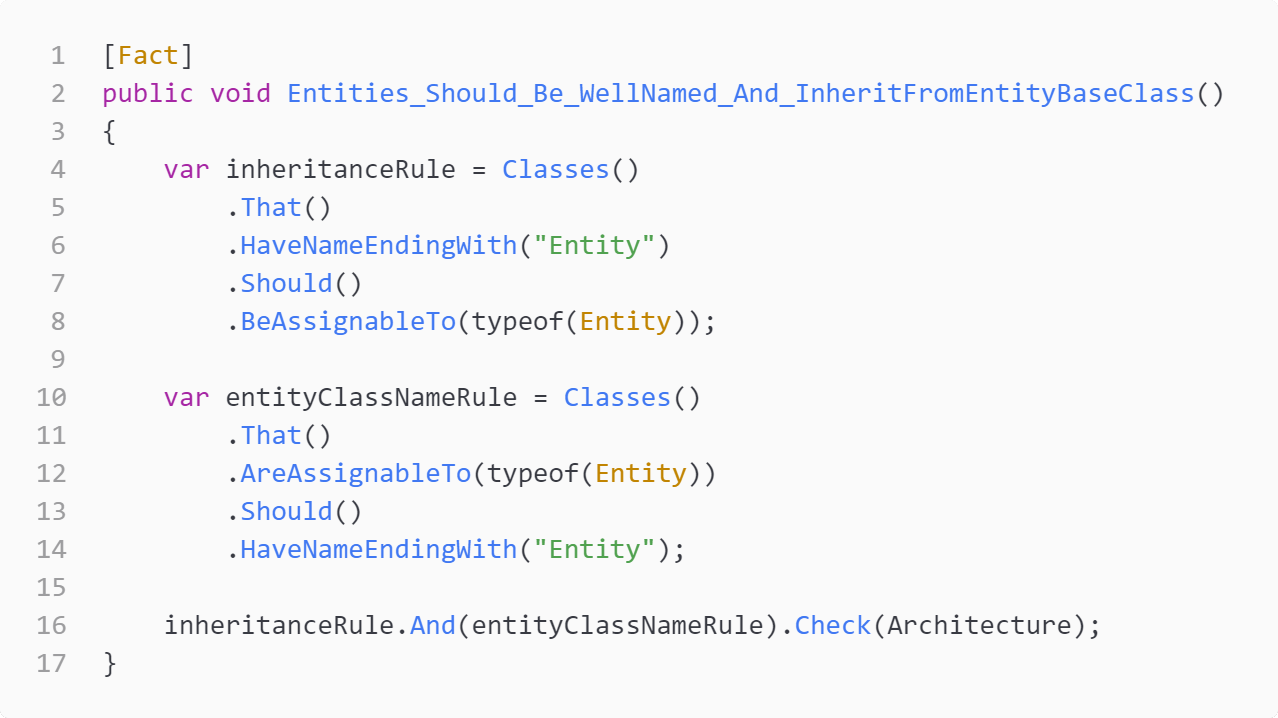 1 [Fact]
2 public void Entities_Should_Be_WellNamed_And_InheritFromEntityBaseClass()
3 {
4     var inheritanceRule = Classes()
5         .That()
6         .HaveNameEndingWith("Entity")
7         .Should()
8         .BeAssignableTo(typeof(Entity));
9
10     var entityClassNameRule = Classes()
11         .That()
12         .AreAssignableTo(typeof(Entity))
13         .Should()
14         .HaveNameEndingWith("Entity");
15
16     inheritanceRule.And(entityClassNameRule).Check(Architecture);
17 }